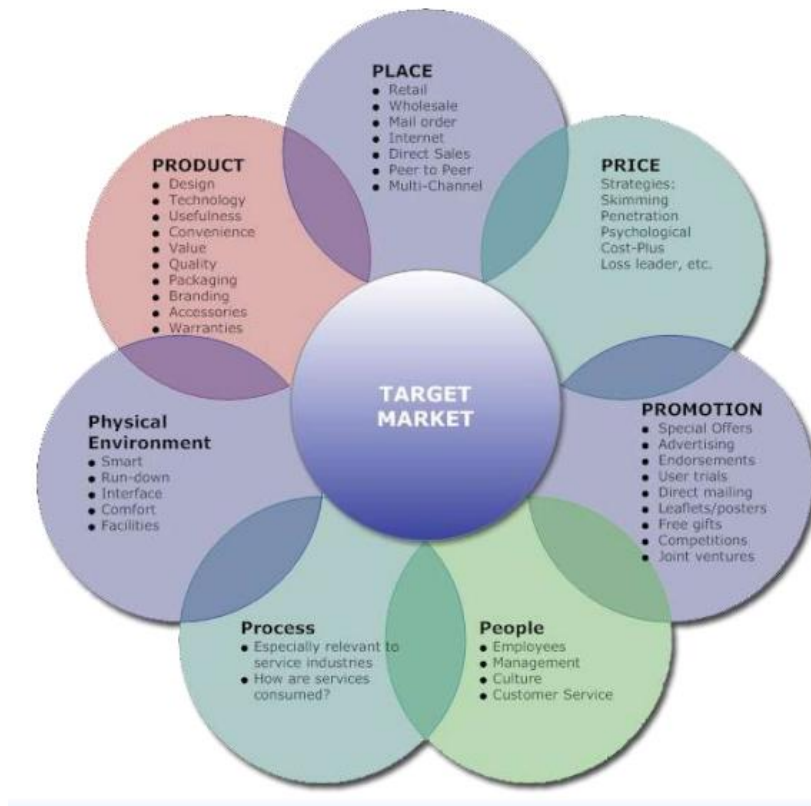 PLACE
● Retail
● Wholesale
● Mail order
● Internet
● Direct Sales
● Peer to Peer
● Multi-Channel
PRODUCT
● Design
● Technology
● Usefulness
● Convenience
● Value
● Quality
● Packaging
● Branding
● Accessories
● Warranties
PRICE
Strategies:
Skimming
Penetration
Psychological
Cost-Plus
Loss leader, etc.
TARGET
MARKET
Physical
Environment
● Smart
● Run-down
● Interface
● Comfort
● Facilities
PROMOTION
● Special Offers
● Advertising
● Endorsements
● User trials
● Direct mailing
● Leaflets/posters
● Free gifts
● Competitions
● Joint ventures
Process
● Especially relevant to
service industries
● How are services
consumed?
People
● Employees
● Management
● Culture
● Customer Service